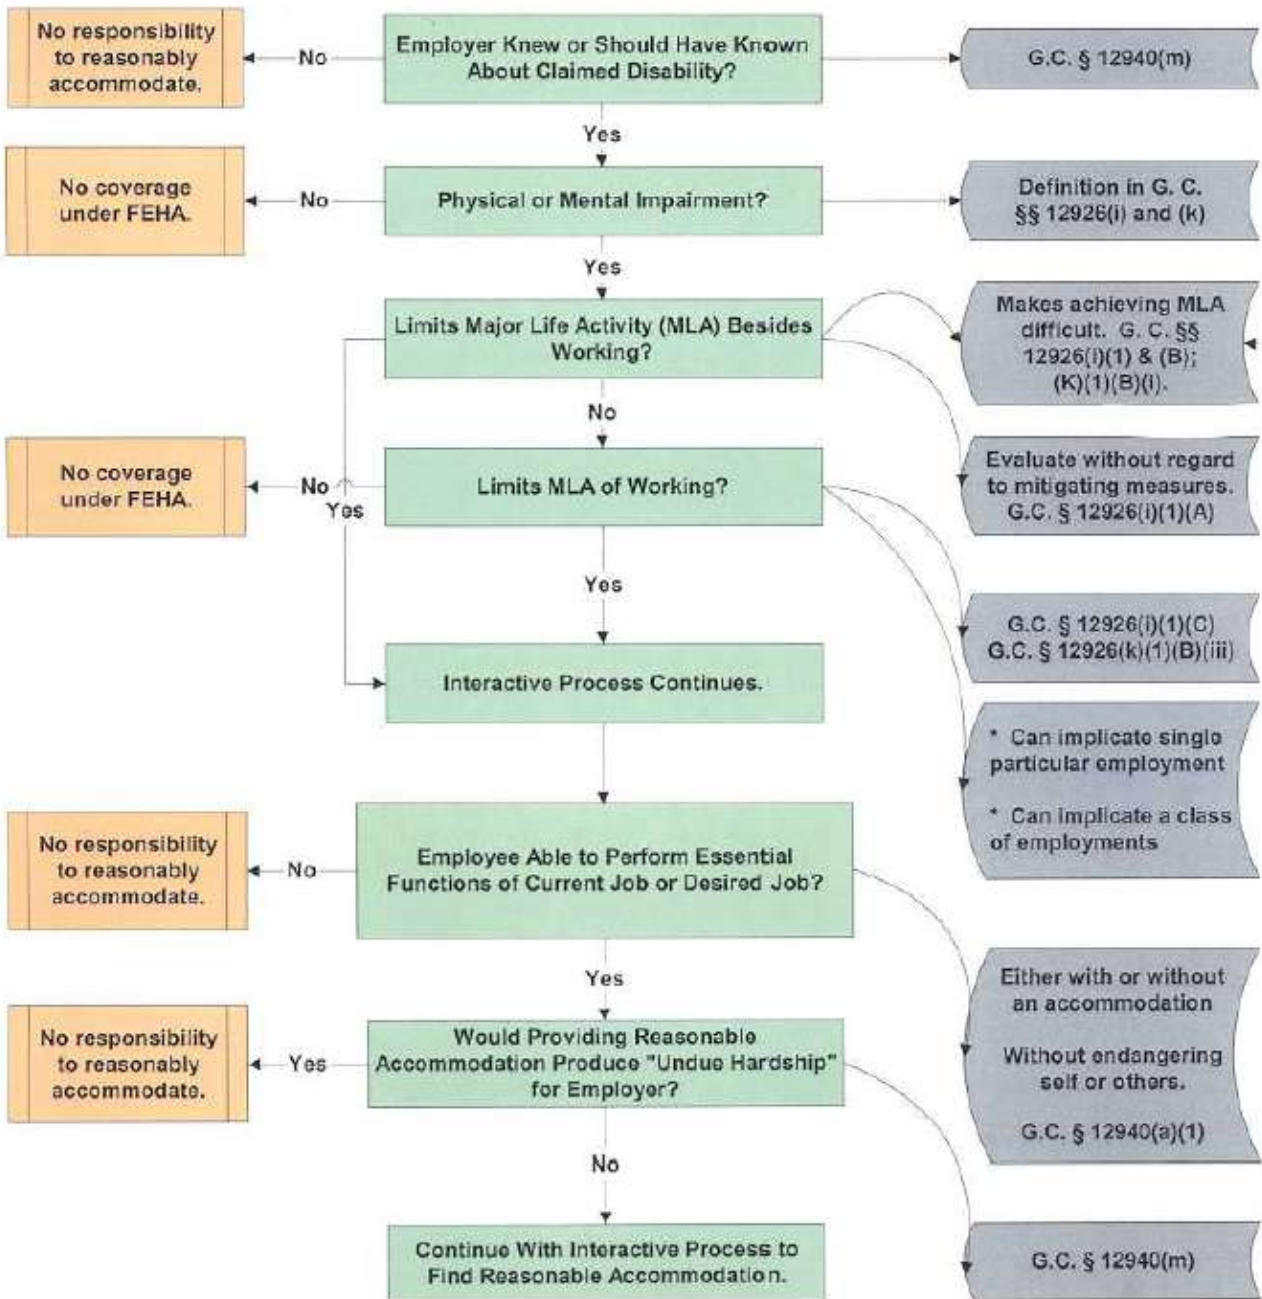 No responsibility
to reasonably
accommodate.
No
Employer Knew or Should Have Known
About Claimed Disability?
G.C. § 12940(m)
Yes
No coverage
under FEHA.
No
Physical or Mental Impairment?
Definition in G. C.
§§ 12926(i) and (k)
Yes
Limits Major Life Activity (MLA) Besides
Working?
Makes achieving MLA
difficult. G. C. §§
12926(i)(1) & (B);
(K)(1)(B)(i).
No
Evaluate without regard
to mitigating measures.
G.C. § 12926(i)(1)(A)
No coverage
under FEHA.
No
Yes
Limits MLA of Working?
Yes
G.C. § 12926(i)(1)(C)
G.C. § 12926(k)(1)(B)(iii)
Interactive Process Continues.
* Can implicate single
particular employment
* Can implicate a class
of employments
No responsibility
to reasonably
accommodate.
No
Employee Able to Perform Essential
Functions of Current Job or Desired Job?
Yes
Either with or without
an accommodation
Without endangering
self or others.
G.C. § 12940(a)(1)
No responsibility
to reasonably
accommodate.
Yes
Would Providing Reasonable
Accommodation Produce "Undue Hardship"
for Employer?
No
Continue With Interactive Process to
Find Reasonable Accommodation.
G.C. § 12940(m)